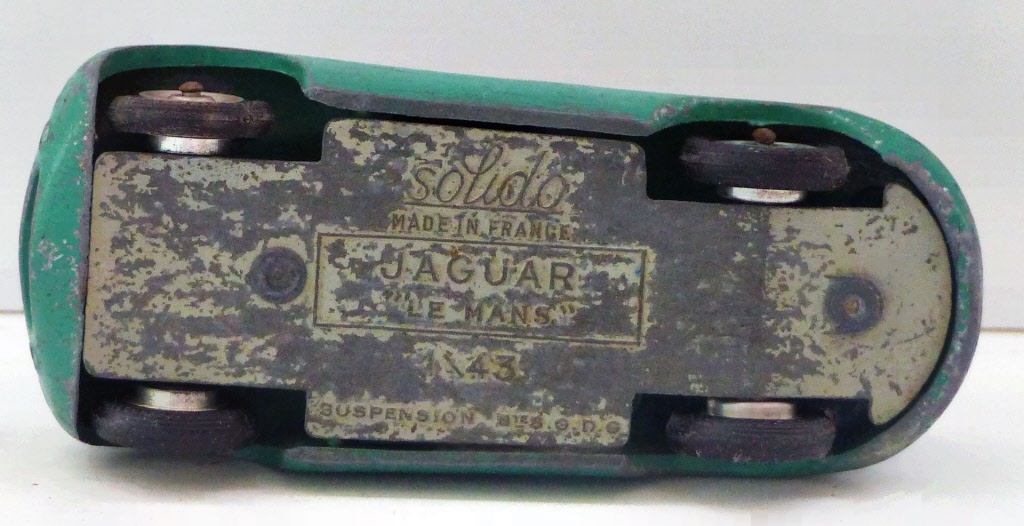 solido
MADE IN FRANCE
JAGUAR
"LE MANS"
1:43
SUSPENSION BTE S.G.D.G